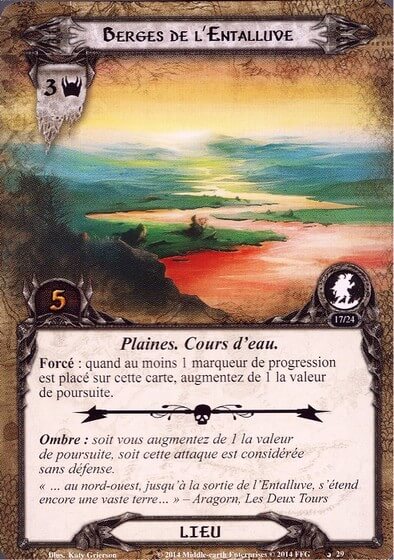 Berges de l'Entalluve
3
5
17/24
Plaines. Cours d'eau.
Forcé : quand au moins 1 marqueur de progression
est placé sur cette carte, augmentez de 1 la valeur
de poursuite.
Ombre : soit vous augmentez de 1 la valeur
de poursuite, soit cette attaque est considérée
sans défense.
« … au nord-ouest, jusqu'à la sortie de l'Entalluve, s'étend
encore une vaste terre… » – Aragorn, Les Deux Tours
LIEU
Illus. Katy Grierson © 2014 Middle-earth Enterprises © 2014 FFG 29